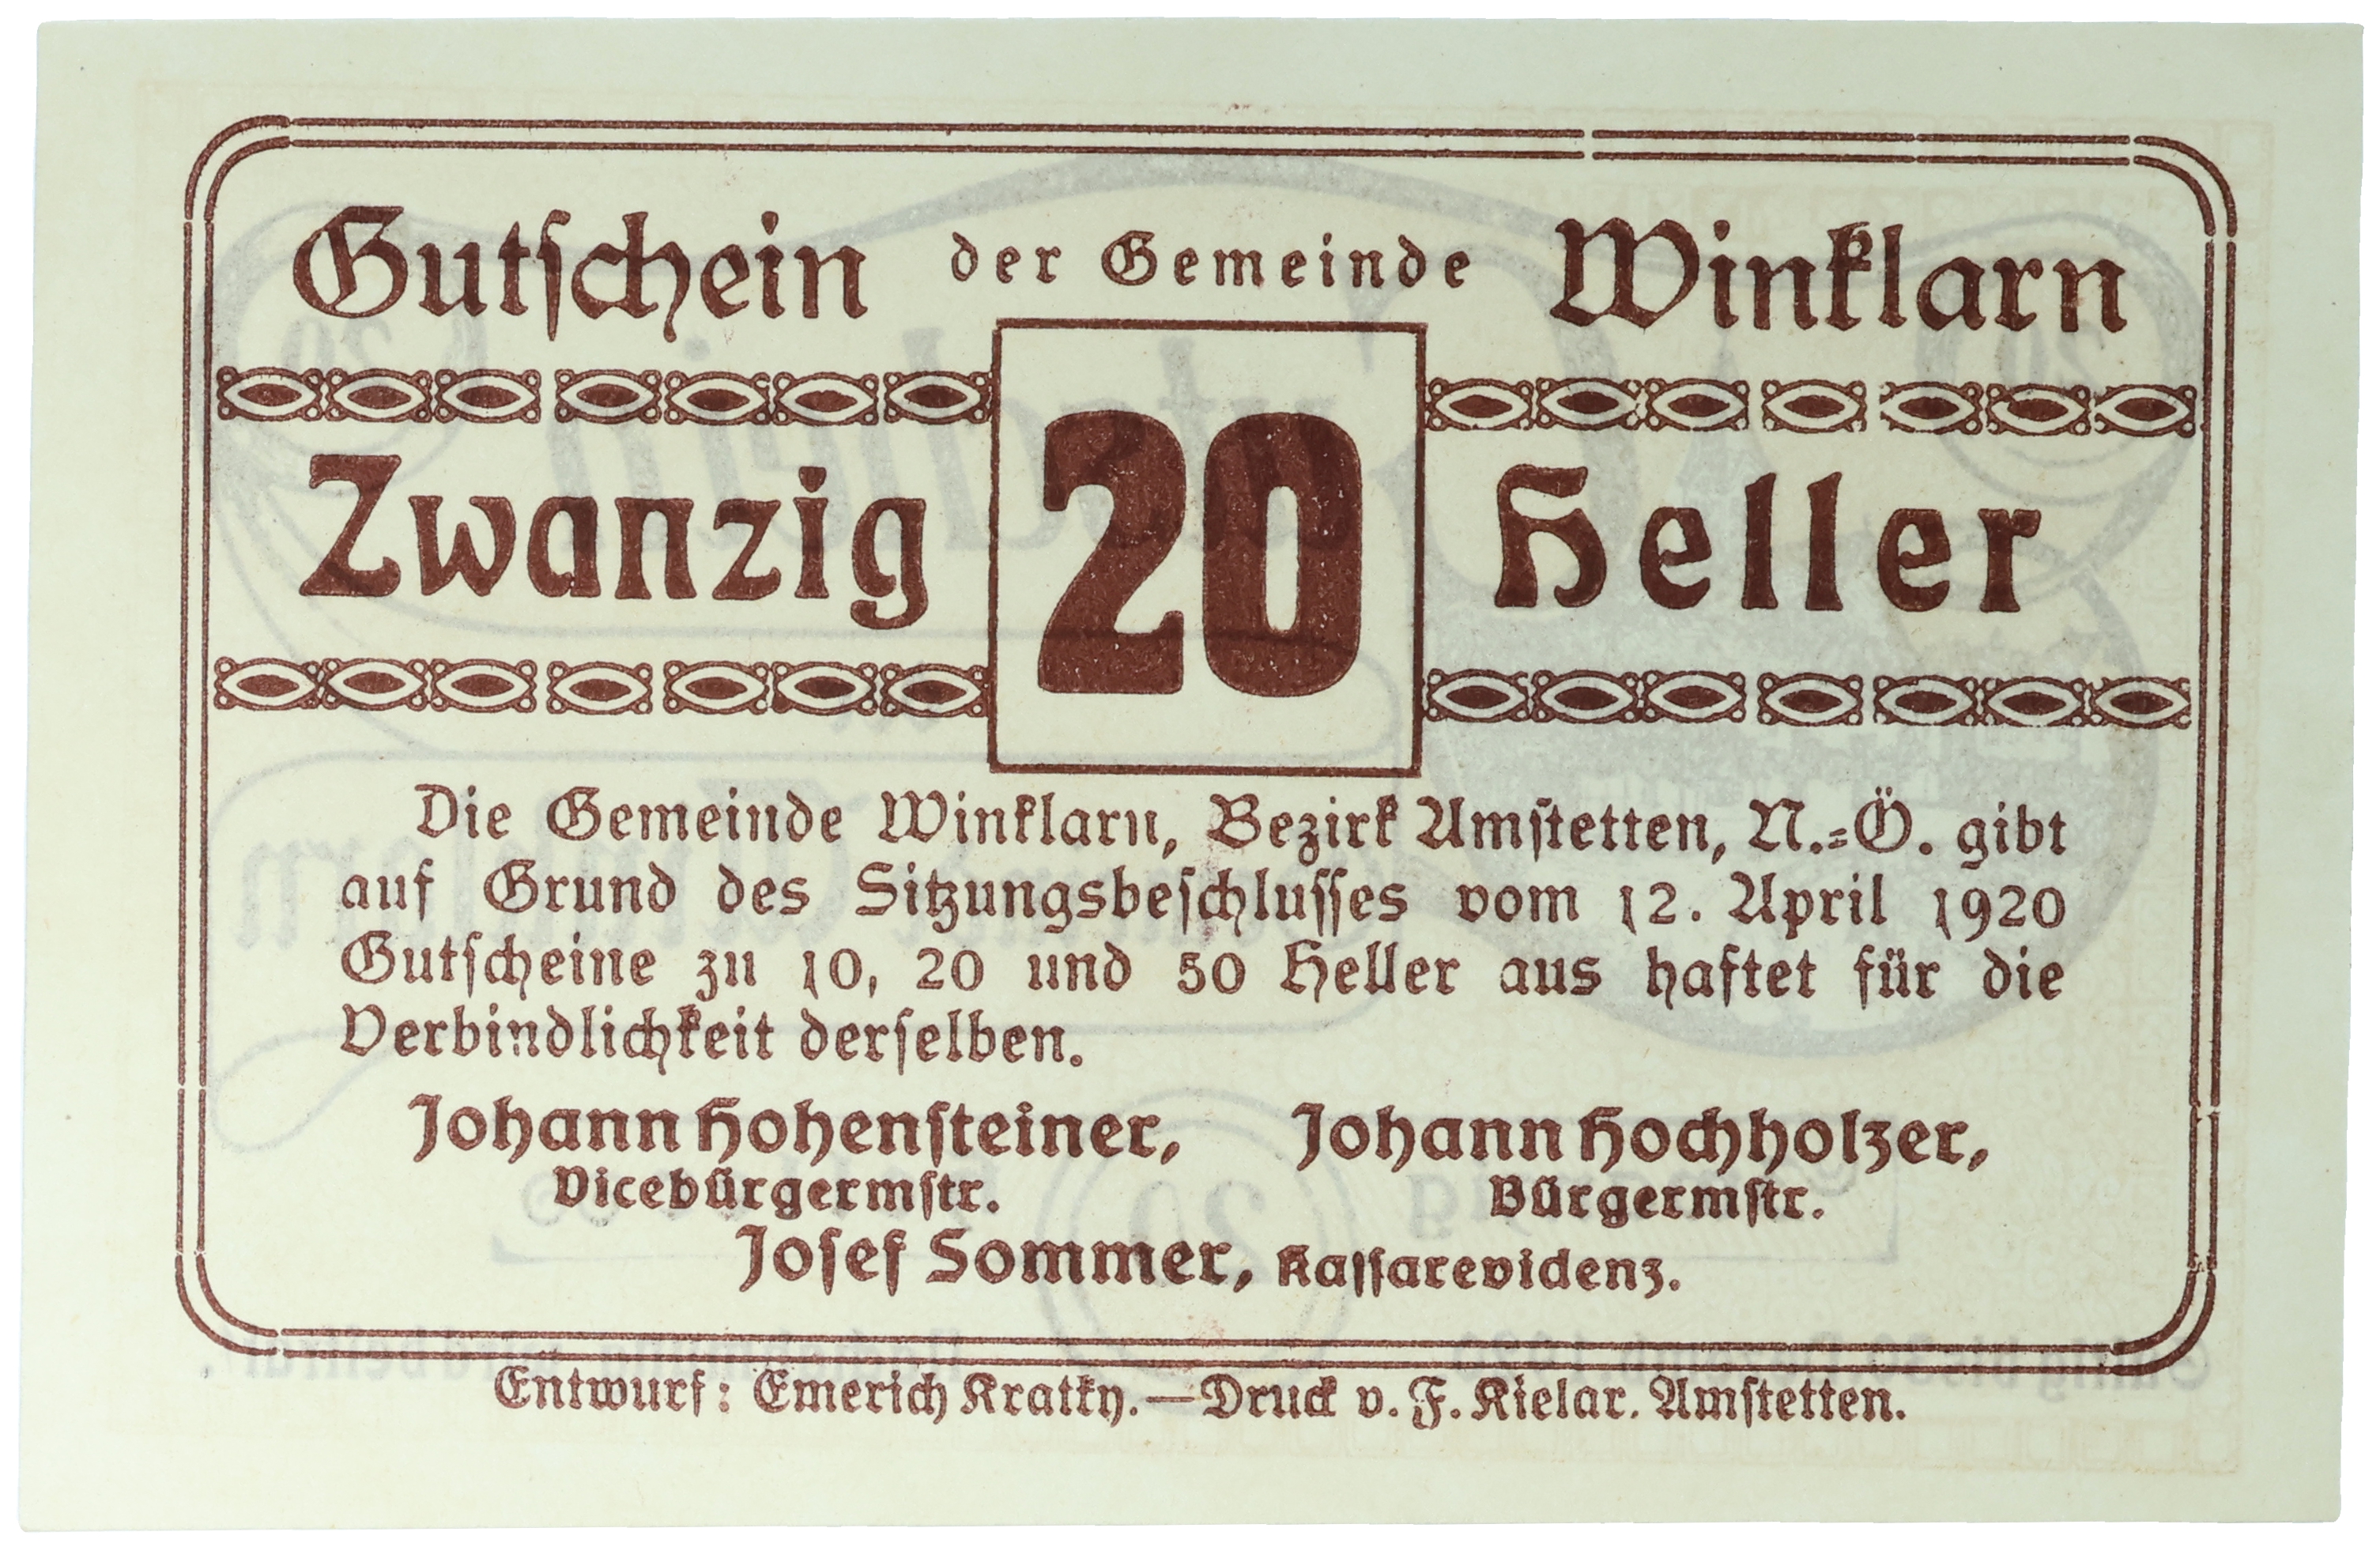 Gutschein der Gemeinde Winklarn
Zwanzig 20 Heller
Die Gemeinde Winklarn, Bezirk Amstetten, N.=Ö. gibt
auf Grund des Sitzungsbeschlusses vom 12. April 1920
Gutscheine zu 10, 20 und 50 Heller aus haftet für die
Verbindlichkeit derselben.
Johann Hohensteiner, Johann Hochholzer,
Vicebürgermstr. Bürgermstr.
Josef Sommer, Kassarevidenz.
Entwurf: Emerich Kratky.—Druck v. F. Kielar. Amstetten.